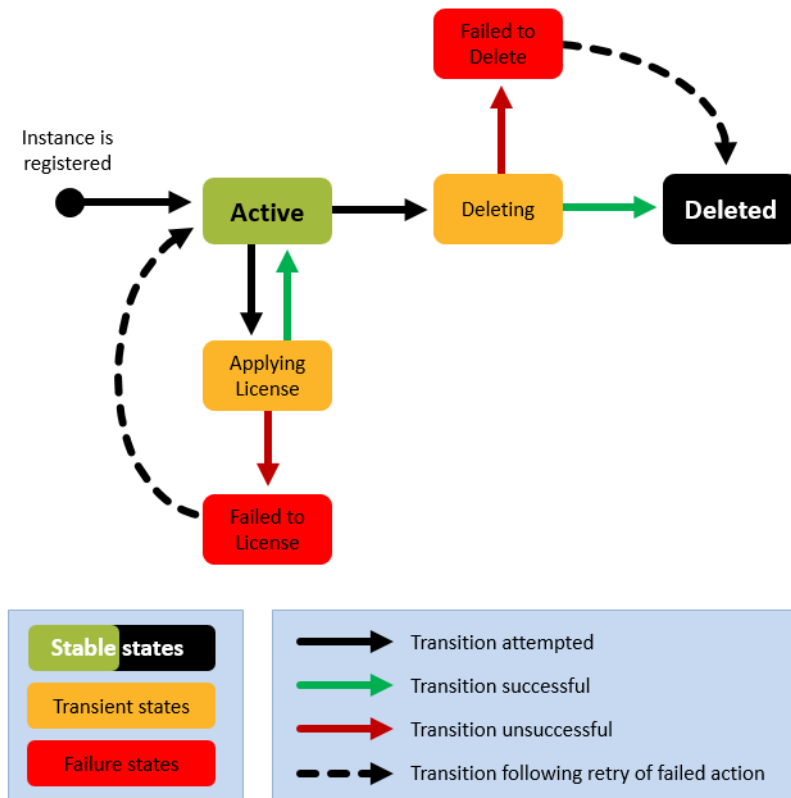 Failed to
Delete
Instance is
registered
Active
Deleting
Deleted
Applying
License
Failed to
License
Stable states
Transient states
Failure states
Transition attempted
Transition successful
Transition unsuccessful
Transition following retry of failed action